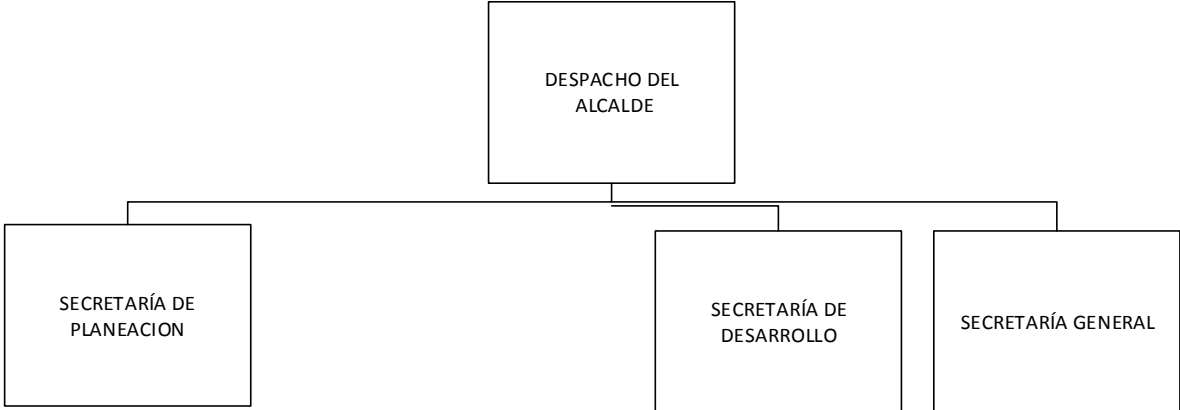 DESPACHO DEL
ALCALDE
SECRETARÍA DE
PLANEACION
SECRETARÍA DE
DESARROLLO
SECRETARÍA GENERAL